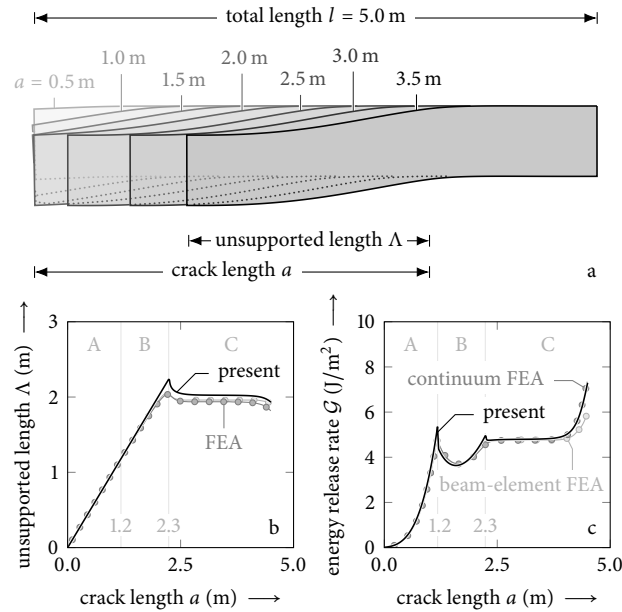 total length l = 5.0 m
a = 0.5 m
1.0 m
1.5 m
2.0 m
2.5 m
3.0 m
3.5 m
unsupported length Λ
crack length a
a
unsupported length Λ (m) ⟶
3
2
1
0
A
B
C
present
FEA
1.2
2.3
b
0.0
2.5
5.0
crack length a (m) ⟶
energy release rate 𝒢 (J/m²) ⟶
10
8
6
4
2
0
A
B
C
continuum FEA
present
beam-element FEA
1.2
2.3
c
0.0
2.5
5.0
crack length a (m) ⟶